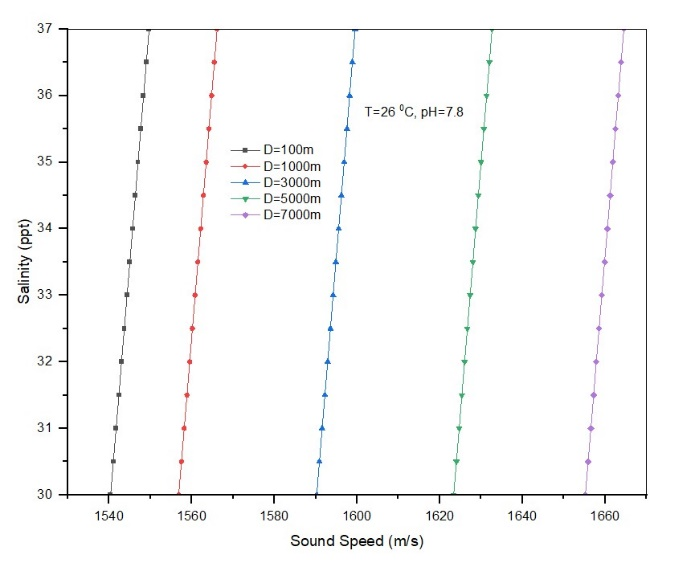 37
36
35
34
33
32
31
30
Salinity (ppt)
T=26 ⁰C, pH=7.8
D=100m
D=1000m
D=3000m
D=5000m
D=7000m
1540 1560 1580 1600 1620 1640 1660
Sound Speed (m/s)